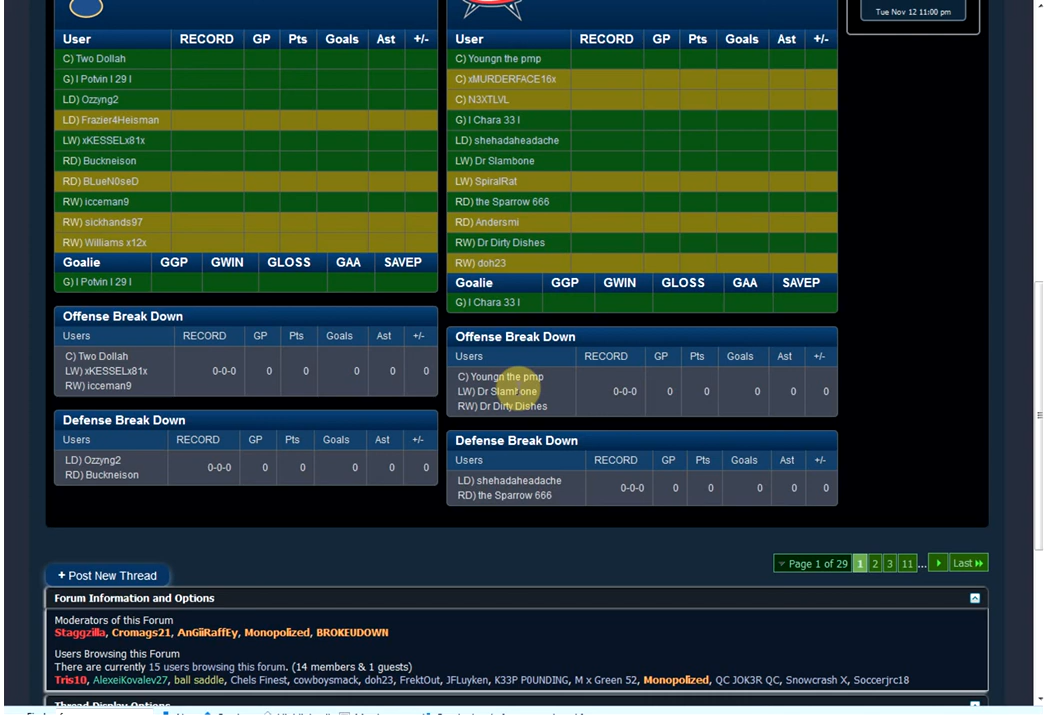 Tue Nov 12 11:00 pm
User RECORD GP Pts Goals Ast +/-
C) Two Dollah
G) I Potvin I 29 I
LD) Ozzyng2
LD) Frazier4Heisman
LW) xKESSELx81x
RD) Buckneison
RD) BLueN0seD
RW) icceman9
RW) sickhands97
RW) Williams x12x
Goalie GGP GWIN GLOSS GAA SAVEP
G) I Potvin I 29 I
Offense Break Down
Users RECORD GP Pts Goals Ast +/-
C) Two Dollah
LW) xKESSELx81x 0-0-0 0 0 0 0 0
RW) icceman9
Defense Break Down
Users RECORD GP Pts Goals Ast +/-
LD) Ozzyng2
0-0-0 0 0 0 0 0
RD) Buckneison
User RECORD GP Pts Goals Ast +/-
C) Youngn the pmp
C) xMURDERFACE16x
C) N3XTLVL
G) I Chara 33 I
LD) shehadaheadache
LW) Dr Slambone
LW) SpiralRat
RD) the Sparrow 666
RD) Andersmi
RW) Dr Dirty Dishes
RW) doh23
Goalie GGP GWIN GLOSS GAA SAVEP
G) I Chara 33 I
Offense Break Down
Users RECORD GP Pts Goals Ast +/-
C) Youngn the pmp
LW) Dr Slambone 0-0-0 0 0 0 0 0
RW) Dr Dirty Dishes
Defense Break Down
Users RECORD GP Pts Goals Ast +/-
LD) shehadaheadache
0-0-0 0 0 0 0 0
RD) the Sparrow 666
Page 1 of 29 1 2 3 11 ... Last
+ Post New Thread
Forum Information and Options
Moderators of this Forum
Staggzilla, Cromags21, AnGiiRaffEy, Monopolized, BROKEUDOWN
Users Browsing this Forum
There are currently 15 users browsing this forum. (14 members & 1 guests)
Tris10, AlexeiKovalev27, ball saddle, Chels Finest, cowboysmack, doh23, FrektOut, JFLuyken, K33P P0UNDING, M x Green 52, Monopolized, QC JOK3R QC, Snowcrash X, Soccerjrc18
Thread Display Options